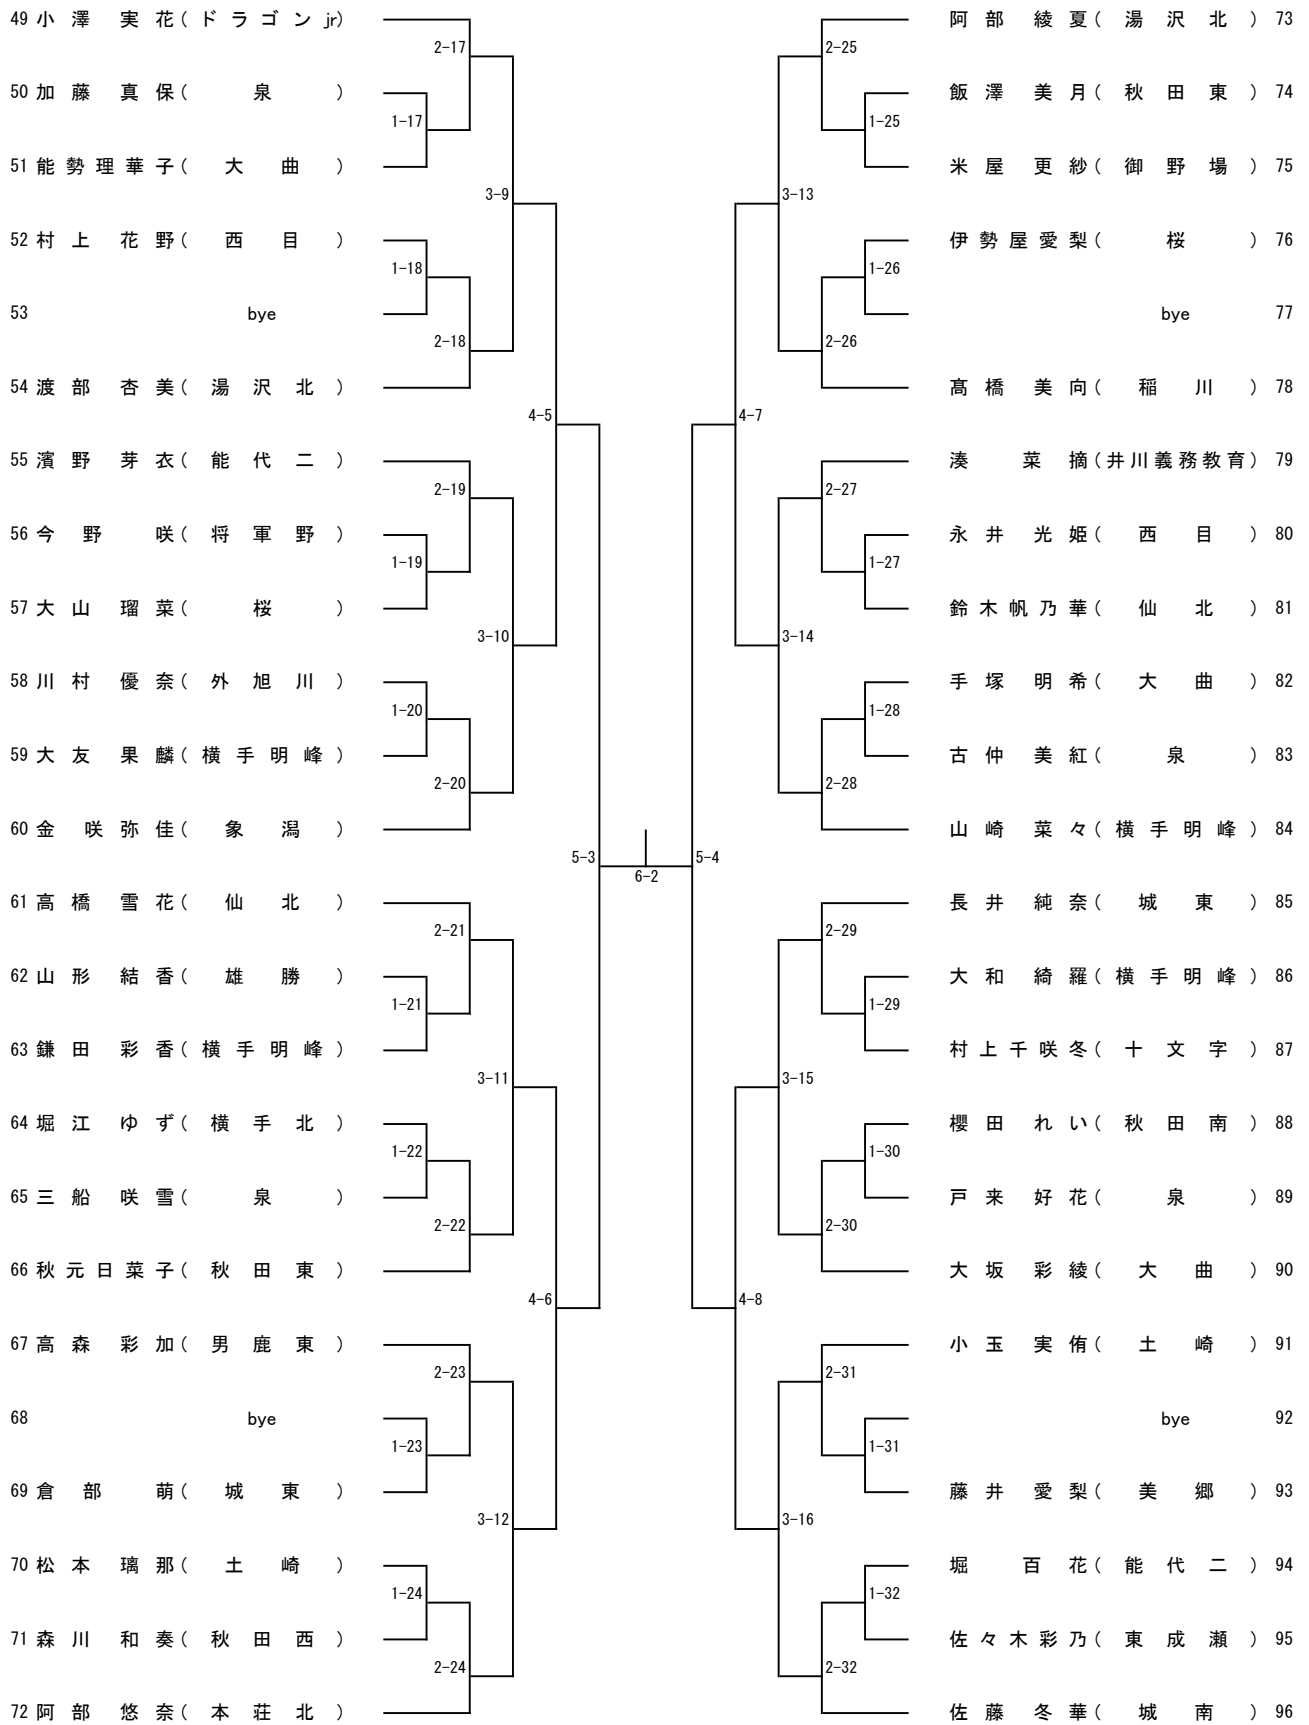 49 小澤 実花(ドラゴンjr)
2-17
50 加藤 真保( 泉 )
1-17
51 能勢理華子( 大曲 )
3-9
52 村上 花野( 西目 )
1-18
53 bye
2-18
54 渡部 杏美( 湯沢北 )
4-5
55 濱野 芽衣( 能代二 )
2-19
56 今野 咲( 将軍野 )
1-19
57 大山 瑠菜( 桜 )
3-10
58 川村 優奈( 外旭川 )
1-20
59 大友 果麟( 横手明峰 )
2-20
60 金 咲弥佳( 象潟 )
5-3
6-2
61 高橋 雪花( 仙北 )
2-21
62 山形 結香( 雄勝 )
1-21
63 鎌田 彩香( 横手明峰 )
3-11
64 堀江 ゆず( 横手北 )
1-22
65 三船 咲雪( 泉 )
2-22
66 秋元日菜子( 秋田東 )
4-6
67 高森 彩加( 男鹿東 )
2-23
68 bye
1-23
69 倉部 萌( 城東 )
3-12
70 松本 璃那( 土崎 )
1-24
71 森川 和奏( 秋田西 )
2-24
72 阿部 悠奈( 本荘北 )
阿部 綾夏( 湯沢北 ) 73
2-25
飯澤 美月( 秋田東 ) 74
1-25
米屋 更紗( 御野場 ) 75
3-13
伊勢屋愛梨( 桜 ) 76
1-26
bye 77
2-26
髙橋 美向( 稲川 ) 78
4-7
湊 菜摘(井川義務教育) 79
2-27
永井 光姫( 西目 ) 80
1-27
鈴木帆乃華( 仙北 ) 81
3-14
手塚 明希( 大曲 ) 82
1-28
古仲 美紅( 泉 ) 83
2-28
山崎 菜々( 横手明峰 ) 84
5-4
長井 純奈( 城東 ) 85
2-29
大和 綺羅( 横手明峰 ) 86
1-29
村上千咲冬( 十文字 ) 87
3-15
櫻田 れい( 秋田南 ) 88
1-30
戸来 好花( 泉 ) 89
2-30
大坂 彩綾( 大曲 ) 90
4-8
小玉 実侑( 土崎 ) 91
2-31
bye 92
1-31
藤井 愛梨( 美郷 ) 93
3-16
堀 百花( 能代二 ) 94
1-32
佐々木彩乃( 東成瀬 ) 95
2-32
佐藤 冬華( 城南 ) 96